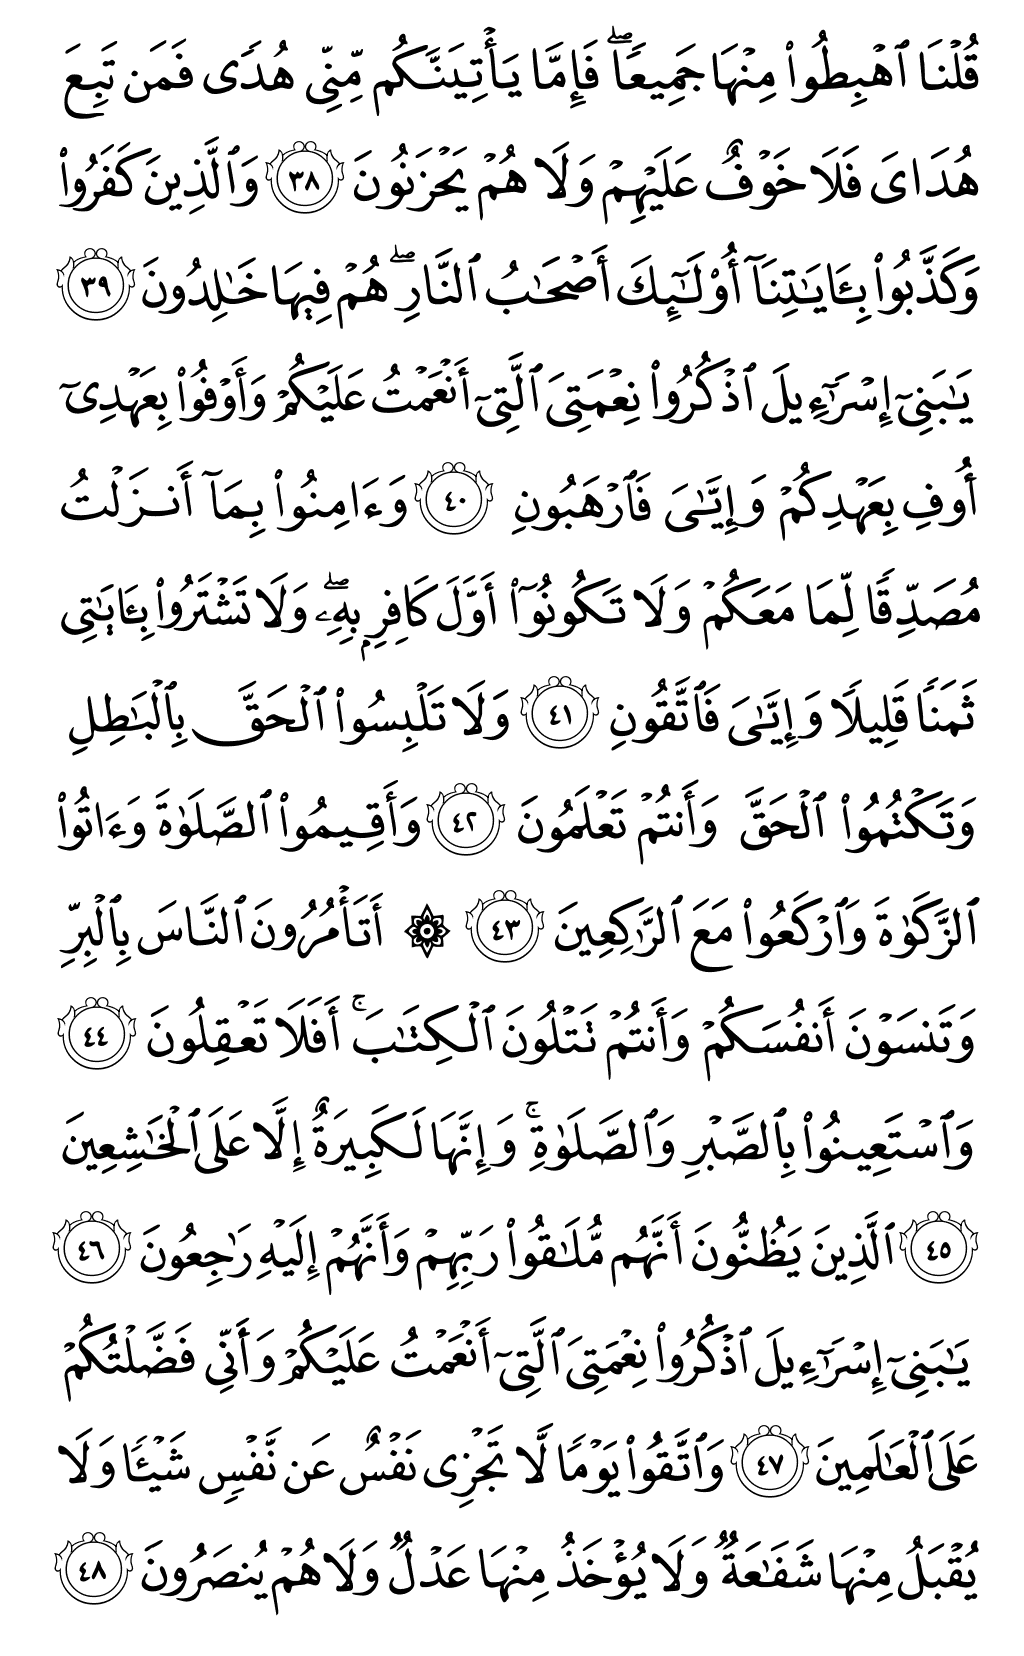 قُلْنَا ٱهْبِطُوا۟ مِنْهَا جَمِيعًا ۖ فَإِمَّا يَأْتِيَنَّكُم مِّنِّى هُدًى فَمَن تَبِعَ
هُدَاىَ فَلَا خَوْفٌ عَلَيْهِمْ وَلَا هُمْ يَحْزَنُونَ ٣٨ وَٱلَّذِينَ كَفَرُوا۟
وَكَذَّبُوا۟ بِـَٔايَـٰتِنَآ أُو۟لَـٰٓئِكَ أَصْحَـٰبُ ٱلنَّارِ ۖ هُمْ فِيهَا خَـٰلِدُونَ ٣٩
يَـٰبَنِىٓ إِسْرَٰٓءِيلَ ٱذْكُرُوا۟ نِعْمَتِىَ ٱلَّتِىٓ أَنْعَمْتُ عَلَيْكُمْ وَأَوْفُوا۟ بِعَهْدِىٓ
أُوفِ بِعَهْدِكُمْ وَإِيَّـٰىَ فَٱرْهَبُونِ ٤٠ وَءَامِنُوا۟ بِمَآ أَنزَلْتُ
مُصَدِّقًا لِّمَا مَعَكُمْ وَلَا تَكُونُوٓا۟ أَوَّلَ كَافِرٍۭ بِهِۦ ۖ وَلَا تَشْتَرُوا۟ بِـَٔايَـٰتِى
ثَمَنًا قَلِيلًا وَإِيَّـٰىَ فَٱتَّقُونِ ٤١ وَلَا تَلْبِسُوا۟ ٱلْحَقَّ بِٱلْبَـٰطِلِ
وَتَكْتُمُوا۟ ٱلْحَقَّ وَأَنتُمْ تَعْلَمُونَ ٤٢ وَأَقِيمُوا۟ ٱلصَّلَوٰةَ وَءَاتُوا۟
ٱلزَّكَوٰةَ وَٱرْكَعُوا۟ مَعَ ٱلرَّٰكِعِينَ ٤٣ ۞ أَتَأْمُرُونَ ٱلنَّاسَ بِٱلْبِرِّ
وَتَنسَوْنَ أَنفُسَكُمْ وَأَنتُمْ تَتْلُونَ ٱلْكِتَـٰبَ ۚ أَفَلَا تَعْقِلُونَ ٤٤
وَٱسْتَعِينُوا۟ بِٱلصَّبْرِ وَٱلصَّلَوٰةِ ۚ وَإِنَّهَا لَكَبِيرَةٌ إِلَّا عَلَى ٱلْخَـٰشِعِينَ
٤٥ ٱلَّذِينَ يَظُنُّونَ أَنَّهُم مُّلَـٰقُوا۟ رَبِّهِمْ وَأَنَّهُمْ إِلَيْهِ رَٰجِعُونَ ٤٦
يَـٰبَنِىٓ إِسْرَٰٓءِيلَ ٱذْكُرُوا۟ نِعْمَتِىَ ٱلَّتِىٓ أَنْعَمْتُ عَلَيْكُمْ وَأَنِّى فَضَّلْتُكُمْ
عَلَى ٱلْعَـٰلَمِينَ ٤٧ وَٱتَّقُوا۟ يَوْمًا لَّا تَجْزِى نَفْسٌ عَن نَّفْسٍ شَيْـًٔا وَلَا
يُقْبَلُ مِنْهَا شَفَـٰعَةٌ وَلَا يُؤْخَذُ مِنْهَا عَدْلٌ وَلَا هُمْ يُنصَرُونَ ٤٨